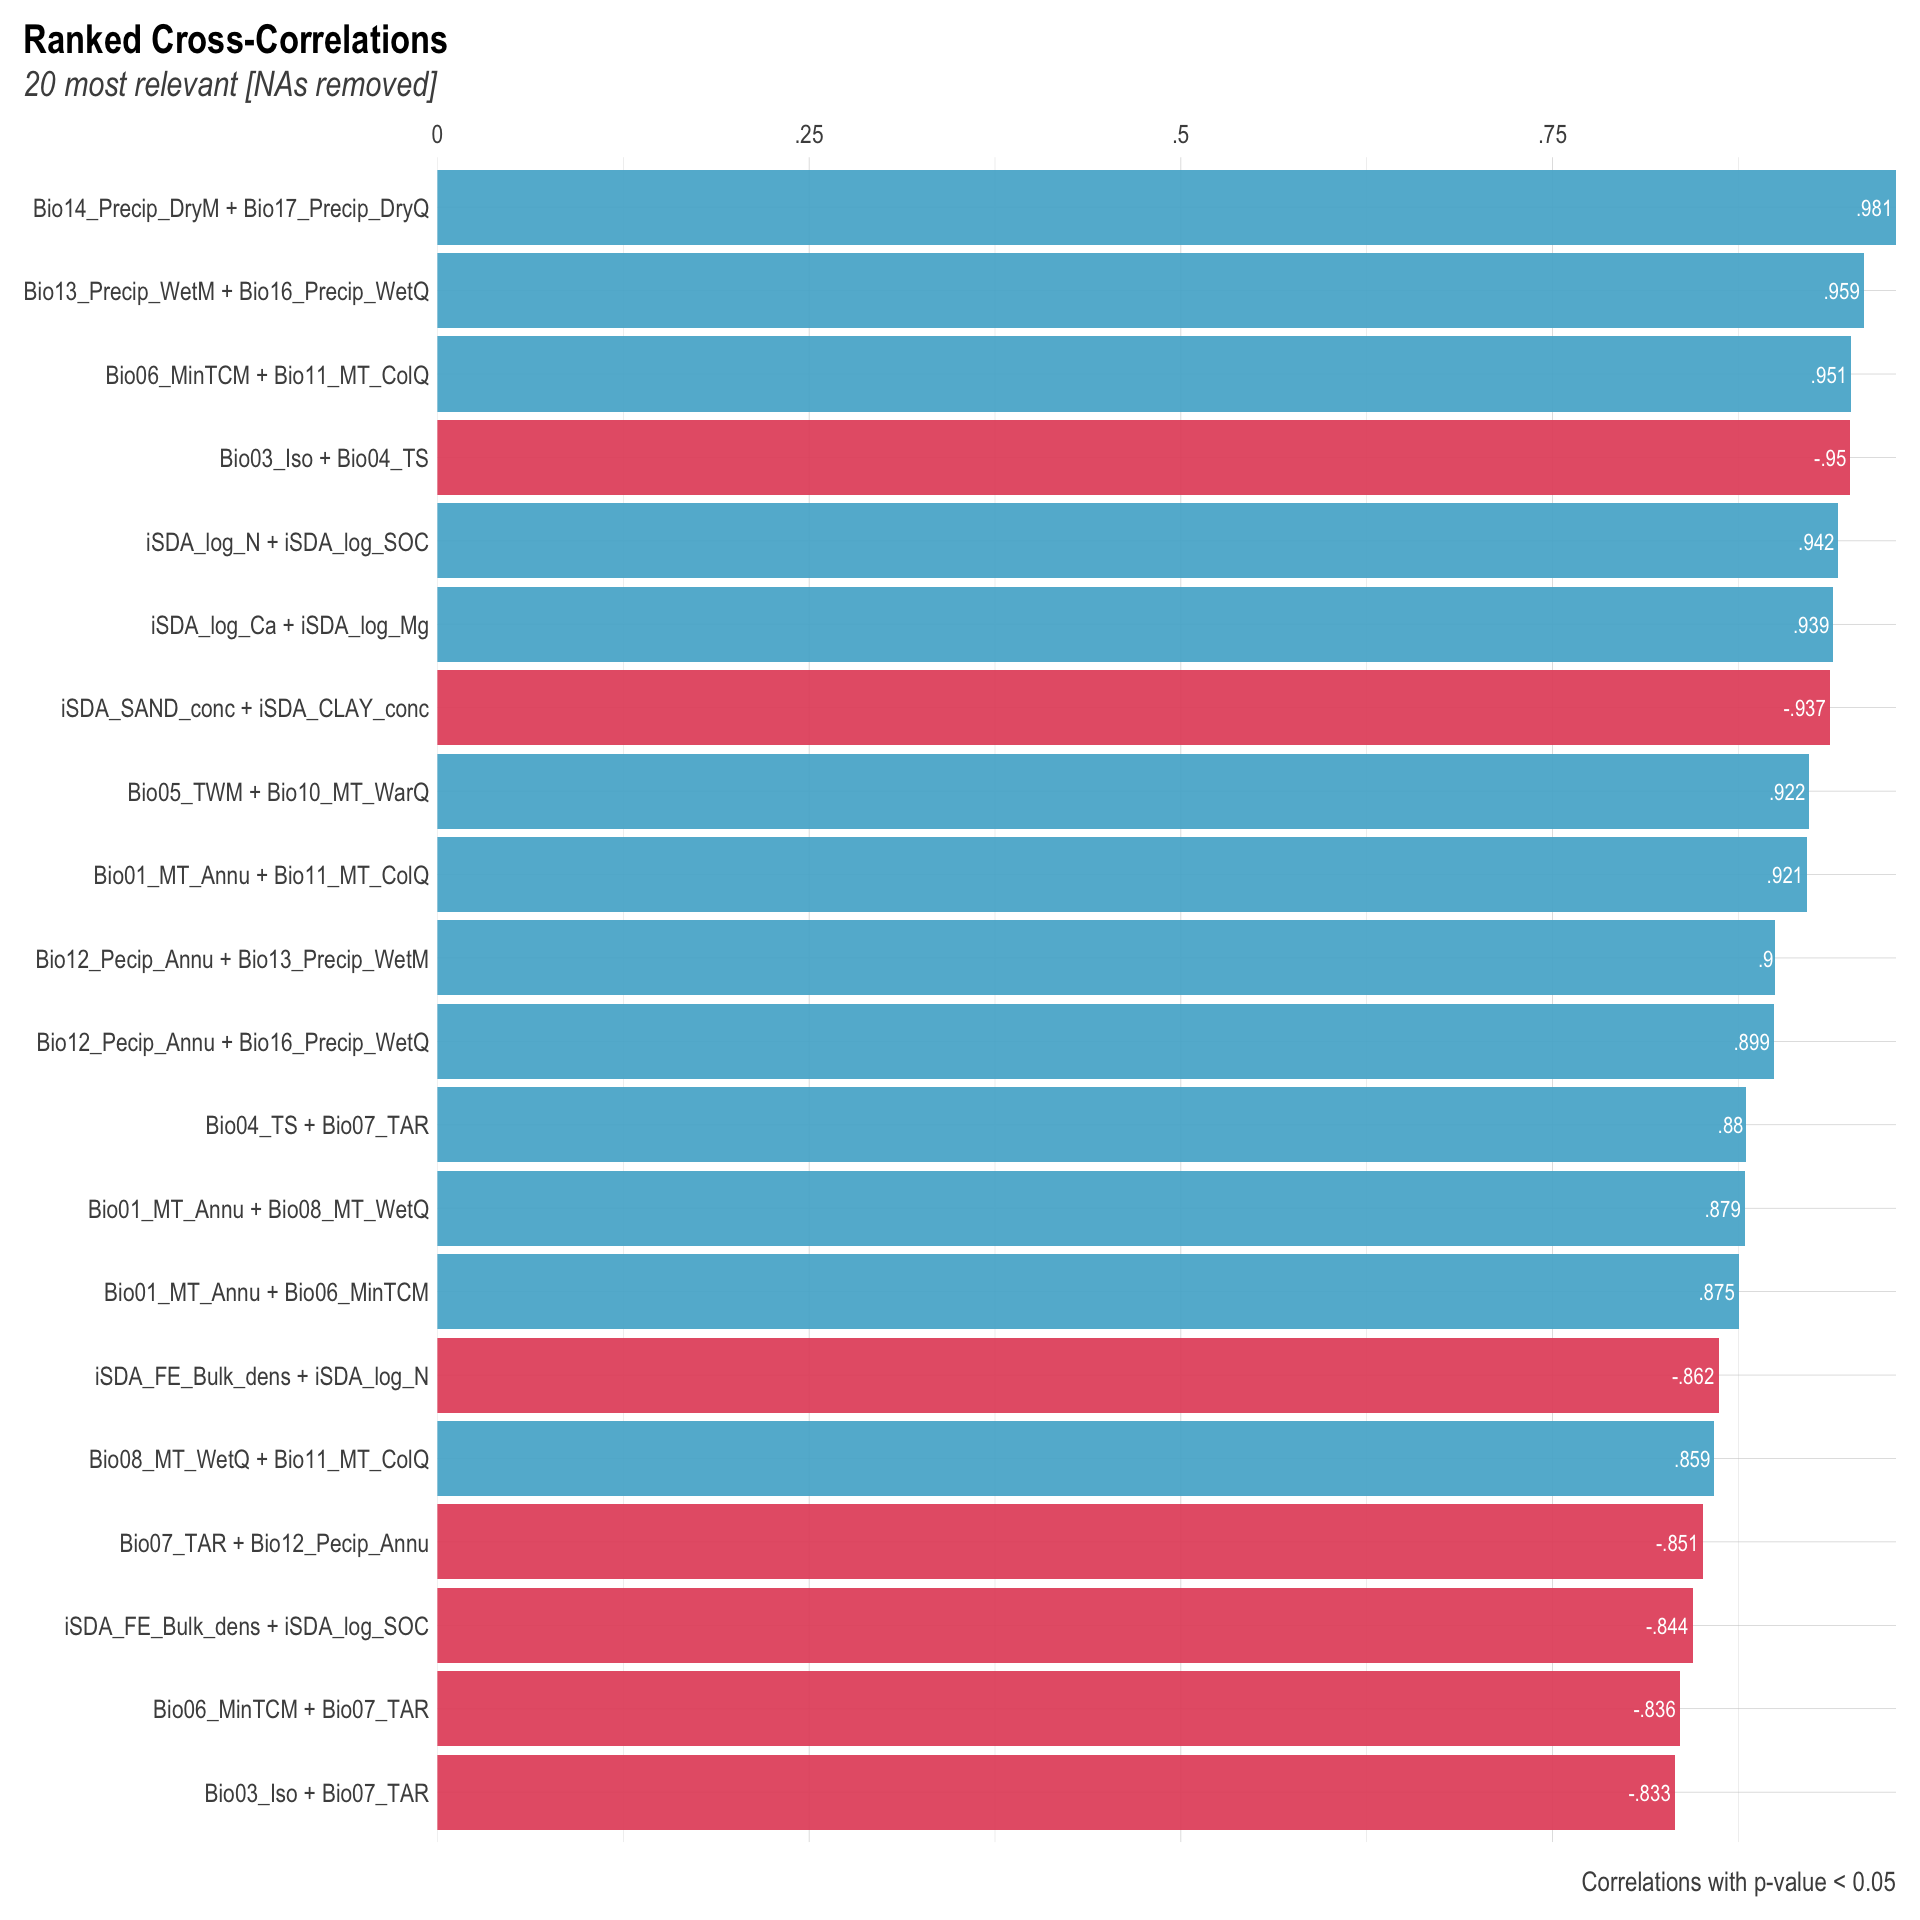 Ranked Cross-Correlations
20 most relevant [NAs removed]
0 .25 .5 .75
Bio14_Precip_DryM + Bio17_Precip_DryQ .981
Bio13_Precip_WetM + Bio16_Precip_WetQ .959
Bio06_MinTCM + Bio11_MT_ColQ .951
Bio03_Iso + Bio04_TS -.95
iSDA_log_N + iSDA_log_SOC .942
iSDA_log_Ca + iSDA_log_Mg .939
iSDA_SAND_conc + iSDA_CLAY_conc -.937
Bio05_TWM + Bio10_MT_WarQ .922
Bio01_MT_Annu + Bio11_MT_ColQ .921
Bio12_Pecip_Annu + Bio13_Precip_WetM .9
Bio12_Pecip_Annu + Bio16_Precip_WetQ .899
Bio04_TS + Bio07_TAR .88
Bio01_MT_Annu + Bio08_MT_WetQ .879
Bio01_MT_Annu + Bio06_MinTCM .875
iSDA_FE_Bulk_dens + iSDA_log_N -.862
Bio08_MT_WetQ + Bio11_MT_ColQ .859
Bio07_TAR + Bio12_Pecip_Annu -.851
iSDA_FE_Bulk_dens + iSDA_log_SOC -.844
Bio06_MinTCM + Bio07_TAR -.836
Bio03_Iso + Bio07_TAR -.833
Correlations with p-value < 0.05